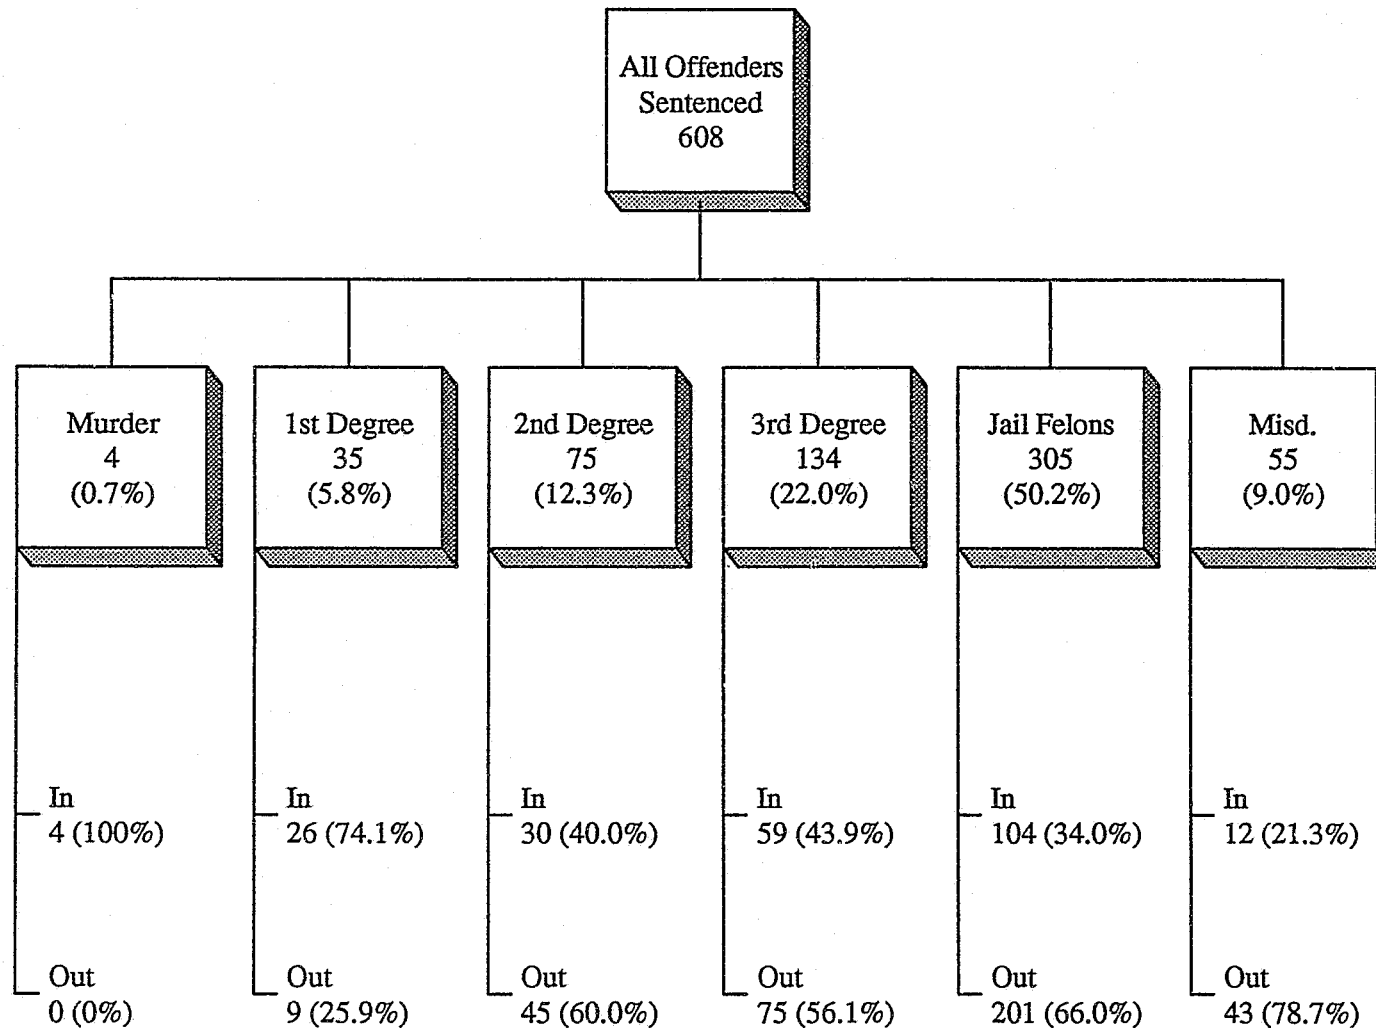 All Offenders
Sentenced
608
Murder
4
(0.7%)
1st Degree
35
(5.8%)
2nd Degree
75
(12.3%)
3rd Degree
134
(22.0%)
Jail Felons
305
(50.2%)
Misd.
55
(9.0%)
In
4 (100%)
In
26 (74.1%)
In
30 (40.0%)
In
59 (43.9%)
In
104 (34.0%)
In
12 (21.3%)
Out
0 (0%)
Out
9 (25.9%)
Out
45 (60.0%)
Out
75 (56.1%)
Out
201 (66.0%)
Out
43 (78.7%)